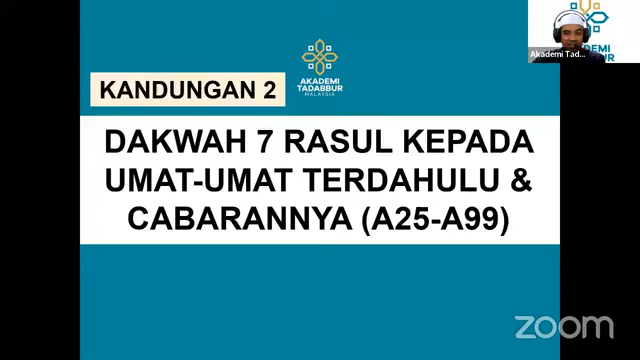 AKADEMI
TADABBUR
MALAYSIA
KANDUNGAN 2
DAKWAH 7 RASUL KEPADA
UMAT-UMAT TERDAHULU &
CABARANNYA (A25-A99)
Akademi Tad...
zoom